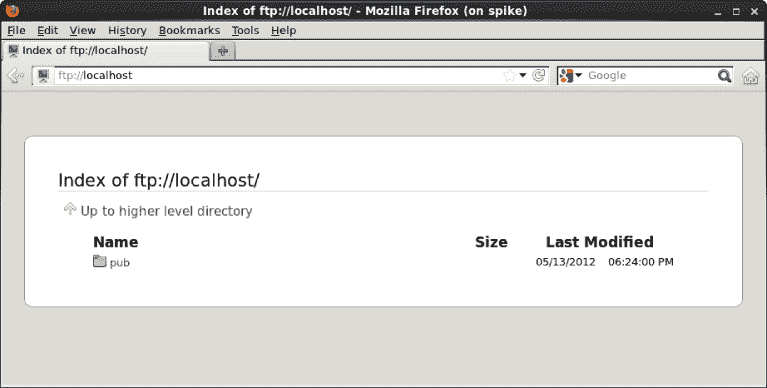 Index of ftp://localhost/ - Mozilla Firefox (on spike)
File Edit View History Bookmarks Tools Help
Index of ftp://localhost/
ftp://localhost Google
Index of ftp://localhost/
Up to higher level directory
Name Size Last Modified
pub 05/13/2012 06:24:00 PM